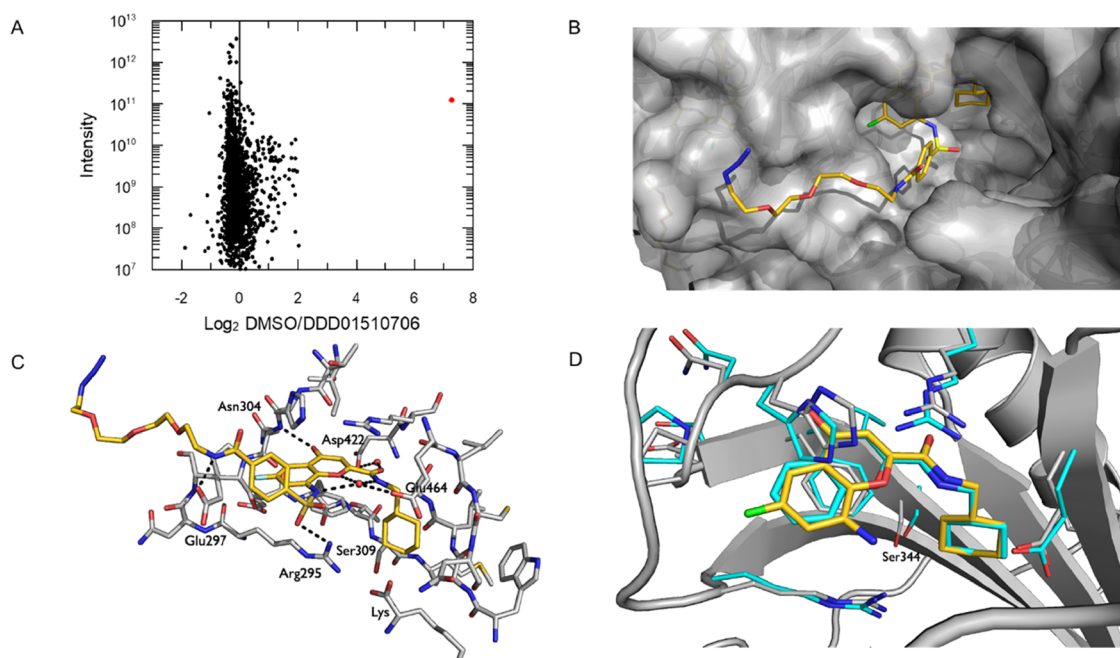 A
10^13
10^12
10^11
10^10
10^9
10^8
10^7
Intensity
-2 0 2 4 6 8
Log₂ DMSO/DDD01510706
B
C
Asn304
Asp422
Glu464
Glu297
Ser309
Arg295
Lys
D
Ser344